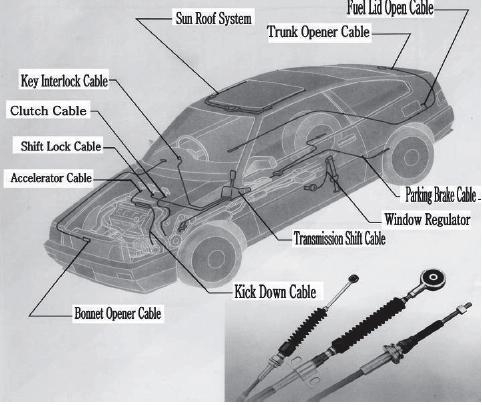 Fuel Lid Open Cable
Sun Roof System
Trunk Opener Cable
Key Interlock Cable
Clutch Cable
Shift Lock Cable
Accelerator Cable
Parking Brake Cable
Window Regulator
Transmission Shift Cable
Kick Down Cable
Bonnet Opener Cable